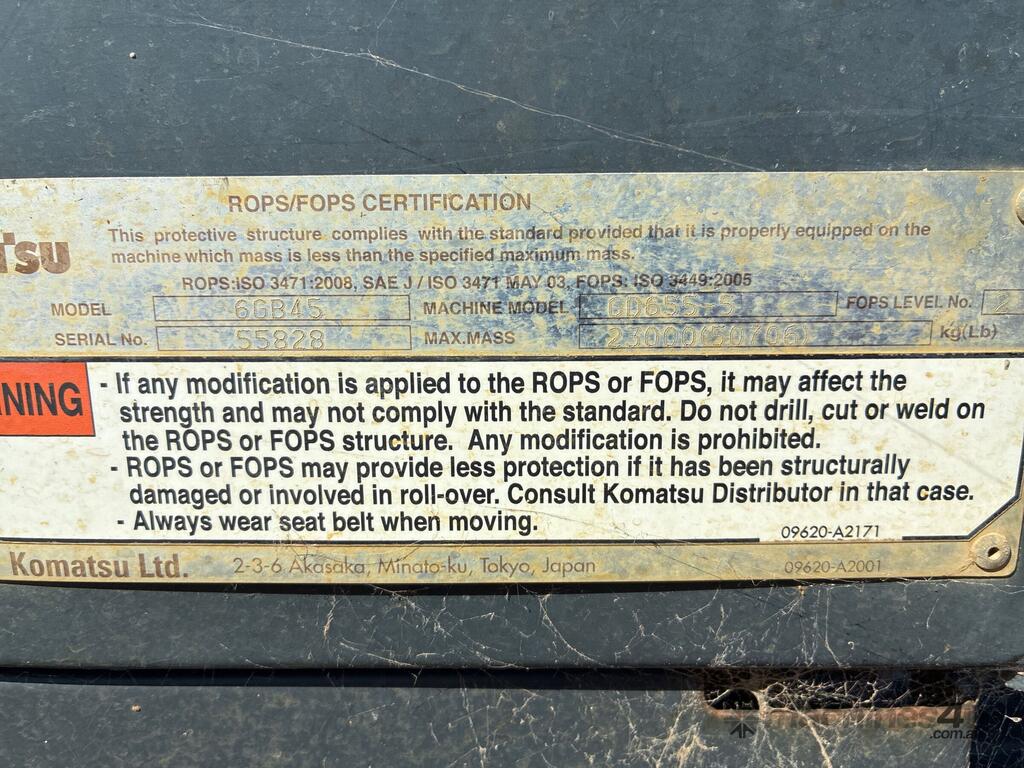 ROPS/FOPS CERTIFICATION
TSU
This protective structure complies with the standard provided that it is properly equipped on the
machine which mass is less than the specified maximum mass.
ROPS:ISO 3471:2008, SAE J / ISO 3471 MAY 03, FOPS: ISO 3449:2005
MODEL 6GB45 MACHINE MODEL GD655-5 FOPS LEVEL No. 2
SERIAL No. 55828 MAX.MASS 23000(50706) kg(Lb)
NING
- If any modification is applied to the ROPS or FOPS, it may affect the
strength and may not comply with the standard. Do not drill, cut or weld on
the ROPS or FOPS structure. Any modification is prohibited.
- ROPS or FOPS may provide less protection if it has been structurally
damaged or involved in roll-over. Consult Komatsu Distributor in that case.
- Always wear seat belt when moving.
09620-A2171
Komatsu Ltd. 2-3-6 Akasaka, Minato-ku, Tokyo, Japan 09620-A2001
machines4u
.com.au